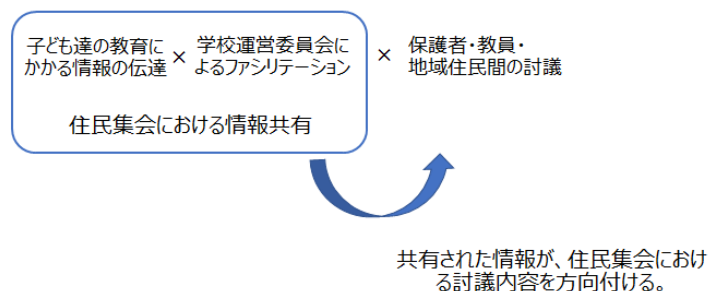 子ども達の教育に
かかる情報の伝達
×
学校運営委員会に
よるファシリテーション
×
保護者・教員・
地域住民間の討議
住民集会における情報共有
共有された情報が、住民集会におけ
る討議内容を方向付ける。